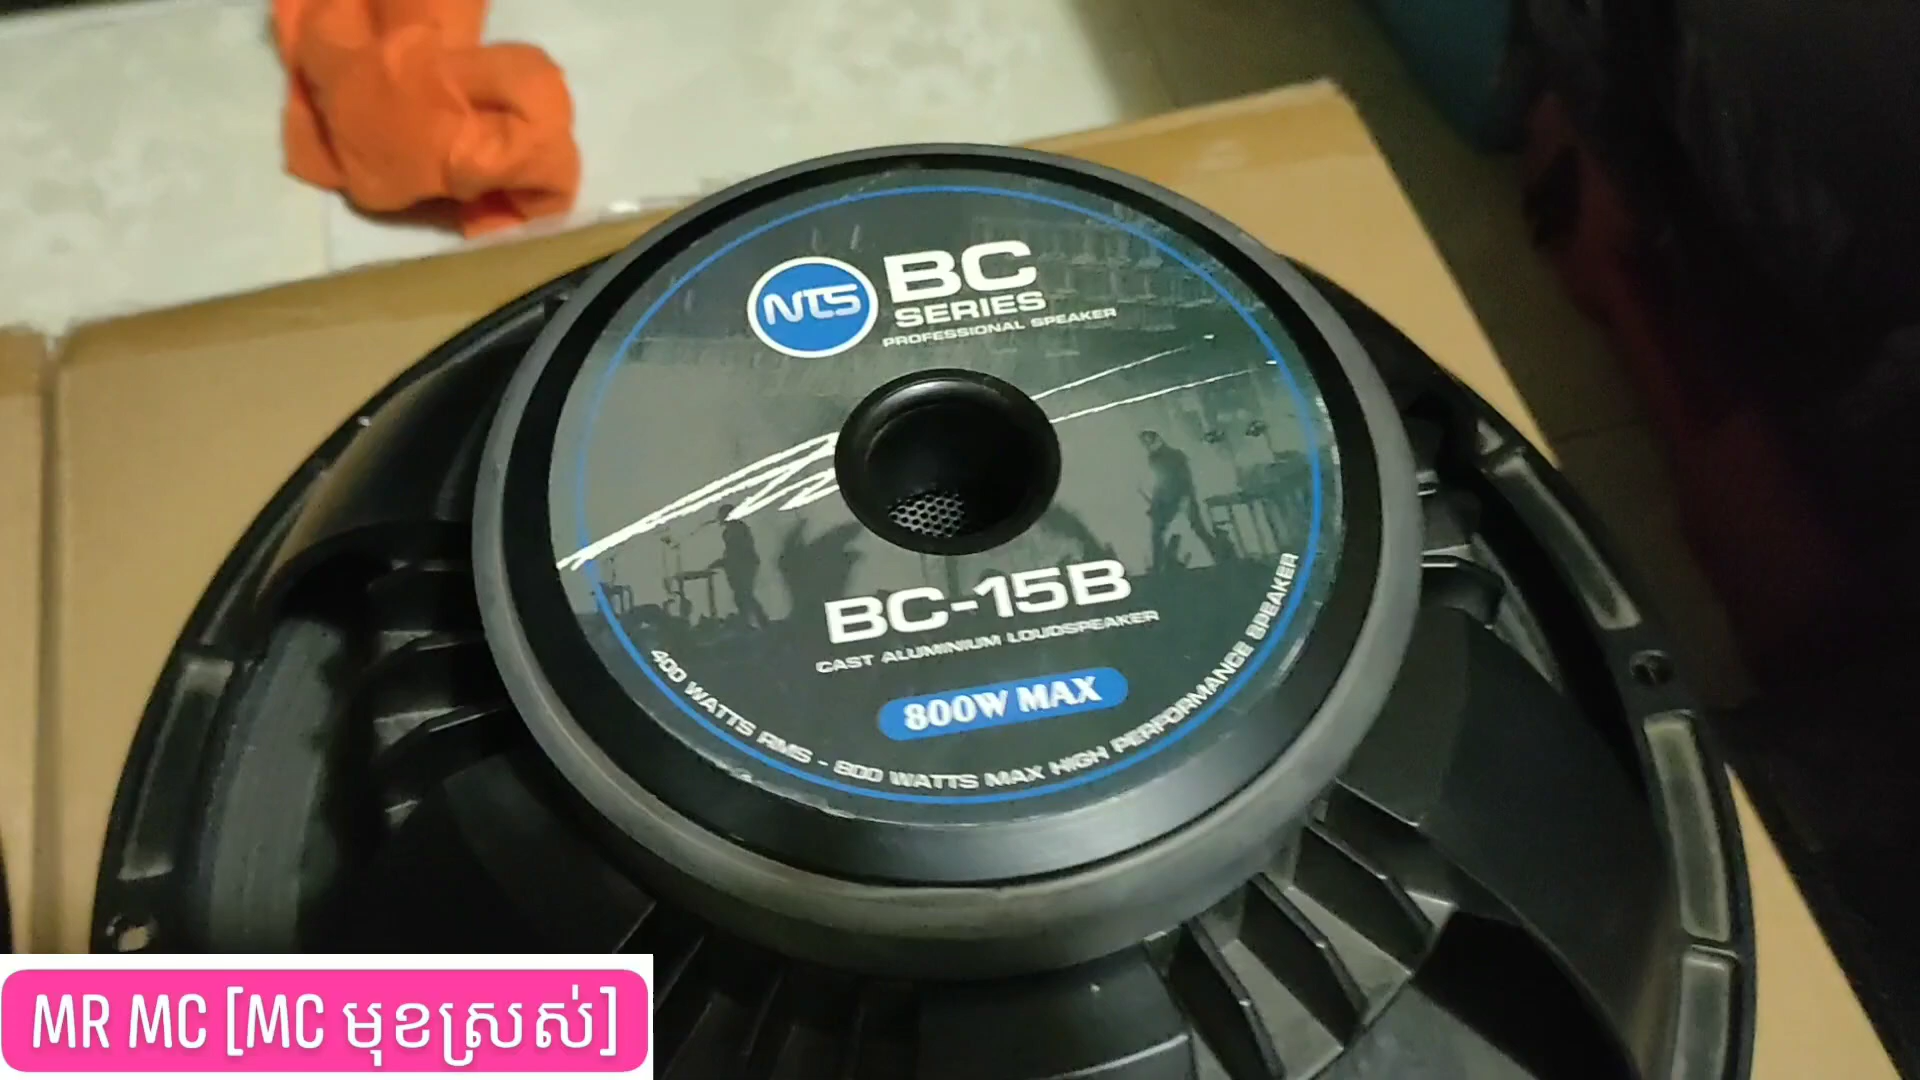 NTS
BC
SERIES
PROFESSIONAL SPEAKER
BC-15B
CAST ALUMINIUM LOUDSPEAKER
800W MAX
400 WATTS RMS - 800 WATTS MAX HIGH PERFORMANCE SPEAKER
MR MC [MC មុខស្រស់]